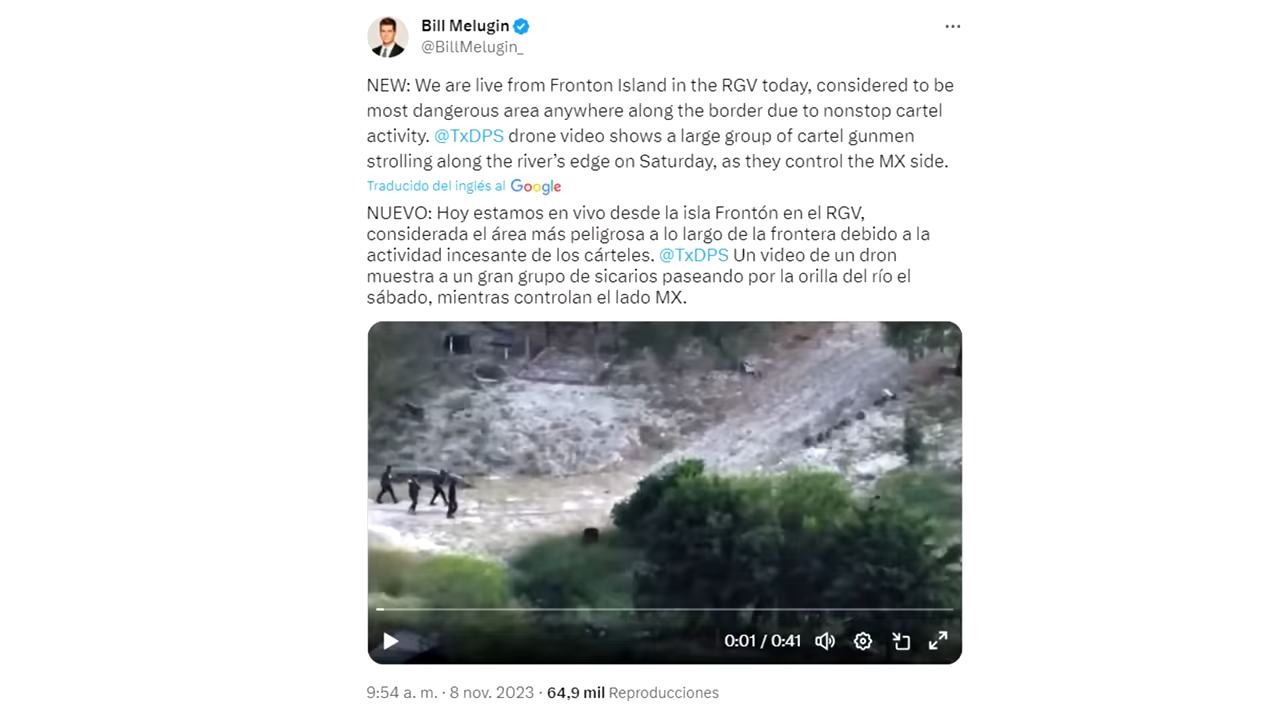 Bill Melugin
@BillMelugin_
NEW: We are live from Fronton Island in the RGV today, considered to be
most dangerous area anywhere along the border due to nonstop cartel
activity. @TxDPS drone video shows a large group of cartel gunmen
strolling along the river’s edge on Saturday, as they control the MX side.
Traducido del inglés al Google
NUEVO: Hoy estamos en vivo desde la isla Frontón en el RGV,
considerada el área más peligrosa a lo largo de la frontera debido a la
actividad incesante de los cárteles. @TxDPS Un video de un dron
muestra a un gran grupo de sicarios paseando por la orilla del río el
sábado, mientras controlan el lado MX.
0:01 / 0:41
9:54 a. m. · 8 nov. 2023 · 64,9 mil Reproducciones